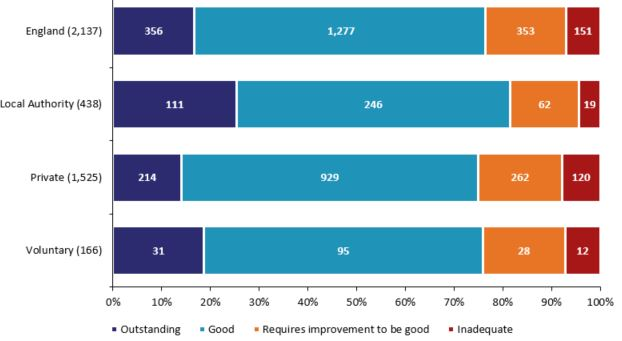 England (2,137) 356 1,277 353 151
Local Authority (438) 111 246 62 19
Private (1,525) 214 929 262 120
Voluntary (166) 31 95 28 12
0% 10% 20% 30% 40% 50% 60% 70% 80% 90% 100%
Outstanding Good Requires improvement to be good Inadequate